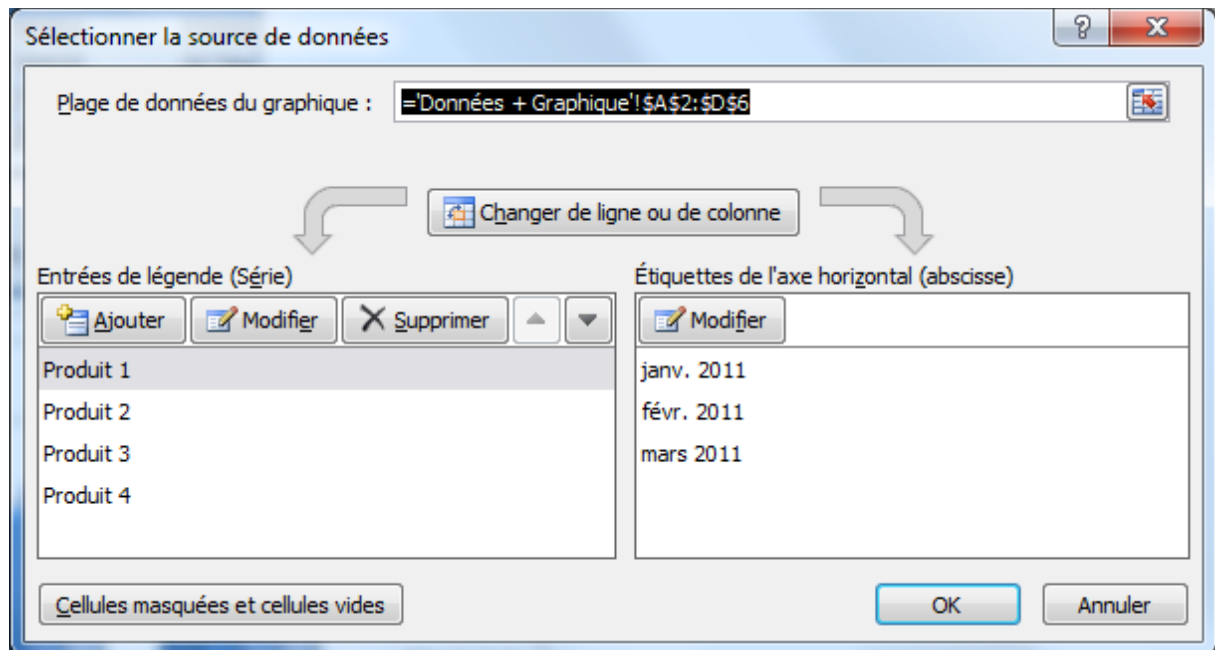 Sélectionner la source de données
Plage de données du graphique :
='Données + Graphique'!$A$2:$D$6
Changer de ligne ou de colonne
Entrées de légende (Série)
Ajouter
Modifier
Supprimer
Produit 1
Produit 2
Produit 3
Produit 4
Étiquettes de l'axe horizontal (abscisse)
Modifier
janv. 2011
févr. 2011
mars 2011
Cellules masquées et cellules vides
OK
Annuler